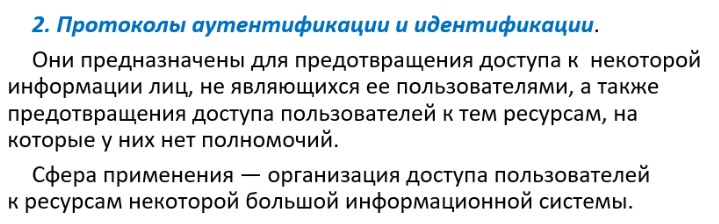 2. Протоколы аутентификации и идентификации.
Они предназначены для предотвращения доступа к некоторой
информации лиц, не являющихся ее пользователями, а также
предотвращения доступа пользователей к тем ресурсам, на
которые у них нет полномочий.
Сфера применения — организация доступа пользователей
к ресурсам некоторой большой информационной системы.